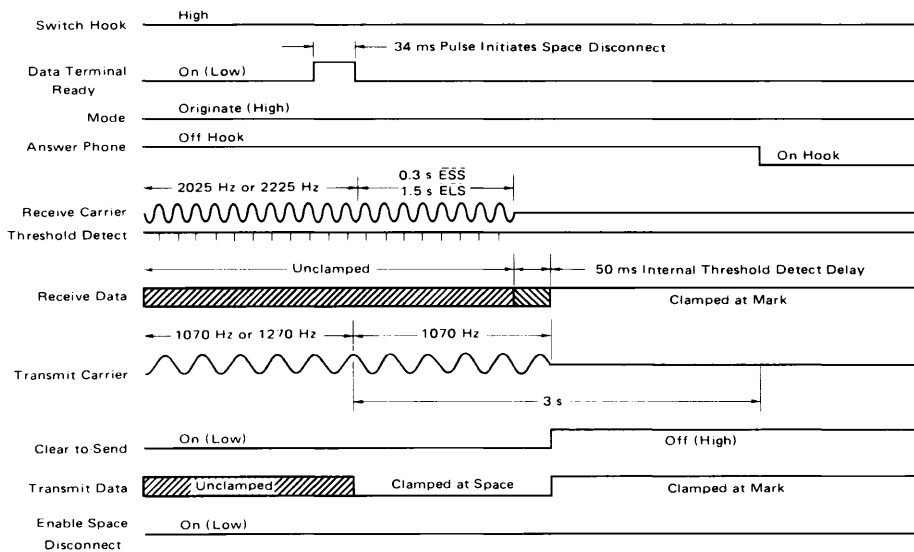 High
Switch Hook
34 ms Pulse Initiates Space Disconnect
Data Terminal
Ready
On (Low)
Mode
Originate (High)
Answer Phone
Off Hook
On Hook
2025 Hz or 2225 Hz
0.3 s E̅S̅S̅
1.5 s E̅L̅S̅
Receive Carrier
Threshold Detect
Unclamped
50 ms Internal Threshold Detect Delay
Receive Data
Clamped at Mark
1070 Hz or 1270 Hz
1070 Hz
Transmit Carrier
3 s
Clear to Send
On (Low)
Off (High)
Transmit Data
Unclamped
Clamped at Space
Clamped at Mark
Enable Space
Disconnect
On (Low)